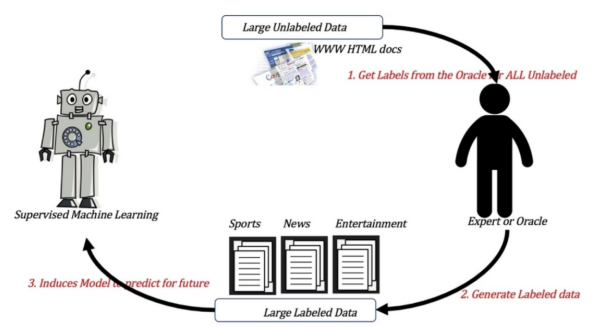 Large Unlabeled Data
WWW HTML docs
1. Get Labels from the Oracle for ALL Unlabeled
Supervised Machine Learning
Expert or Oracle
Sports News Entertainment
3. Induces Model to predict for future
2. Generate Labeled data
Large Labeled Data